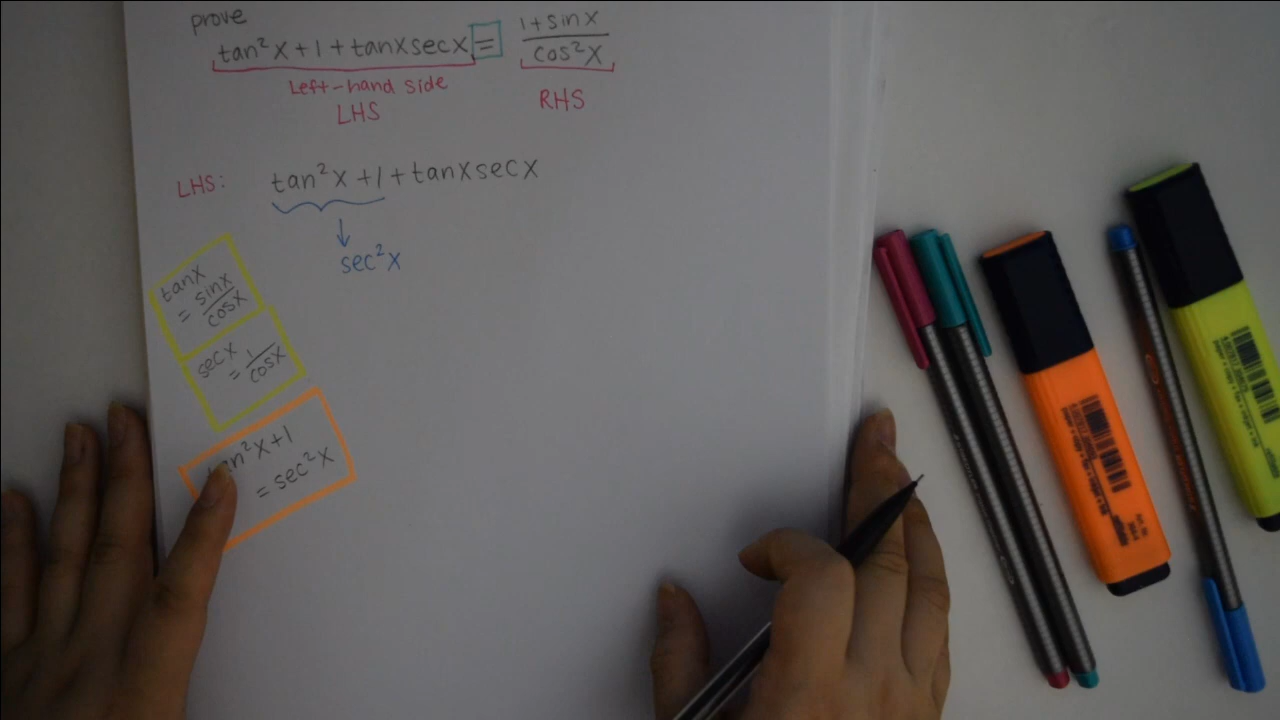 prove
tan²x+1+tanxsecx = 1+sinx / cos²x
Left-hand side
LHS
RHS
LHS: tan²x+1+tanxsecx
sec²x
tanx
= sinx / cosx
secx
= 1 / cosx
tan²x+1
= sec²x